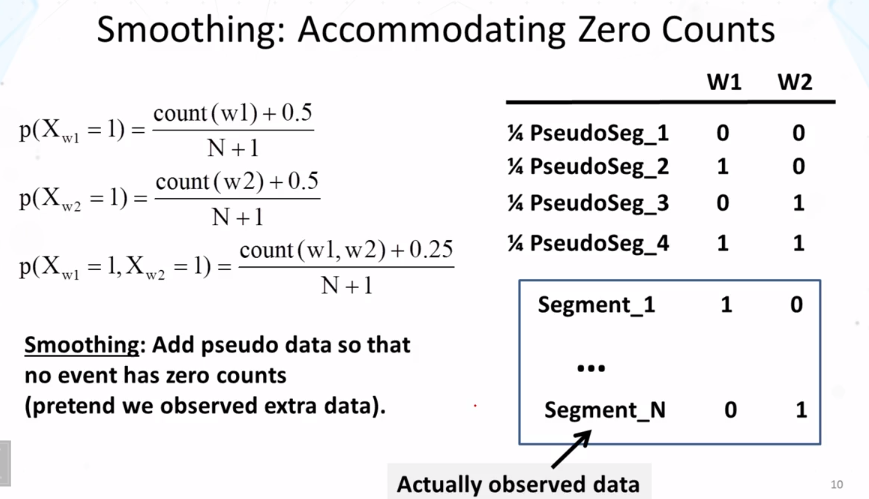 Smoothing: Accommodating Zero Counts
p(X_{w1} = 1) = \frac{count(w1) + 0.5}{N + 1}
p(X_{w2} = 1) = \frac{count(w2) + 0.5}{N + 1}
p(X_{w1} = 1, X_{w2} = 1) = \frac{count(w1, w2) + 0.25}{N + 1}
Smoothing: Add pseudo data so that
no event has zero counts
(pretend we observed extra data).
W1 W2
¼ PseudoSeg_1 0 0
¼ PseudoSeg_2 1 0
¼ PseudoSeg_3 0 1
¼ PseudoSeg_4 1 1
Segment_1 1 0
...
Segment_N 0 1
Actually observed data
10